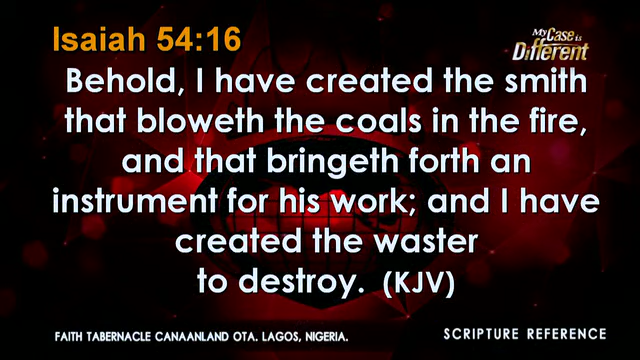 Isaiah 54:16
My Case is
Different
Behold, I have created the smith
that bloweth the coals in the fire,
and that bringeth forth an
instrument for his work; and I have
created the waster
to destroy. (KJV)
FAITH TABERNACLE CANAANLAND OTA. LAGOS, NIGERIA.
SCRIPTURE REFERENCE